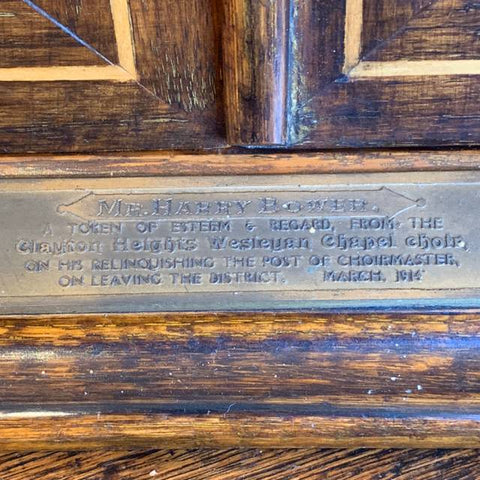 Mr. Harry Bower.
A TOKEN OF ESTEEM & REGARD, FROM THE
Clayton Heights Wesleyan Chapel Choir,
ON HIS RELINQUISHING THE POST OF CHOIRMASTER,
ON LEAVING THE DISTRICT. MARCH, 1914